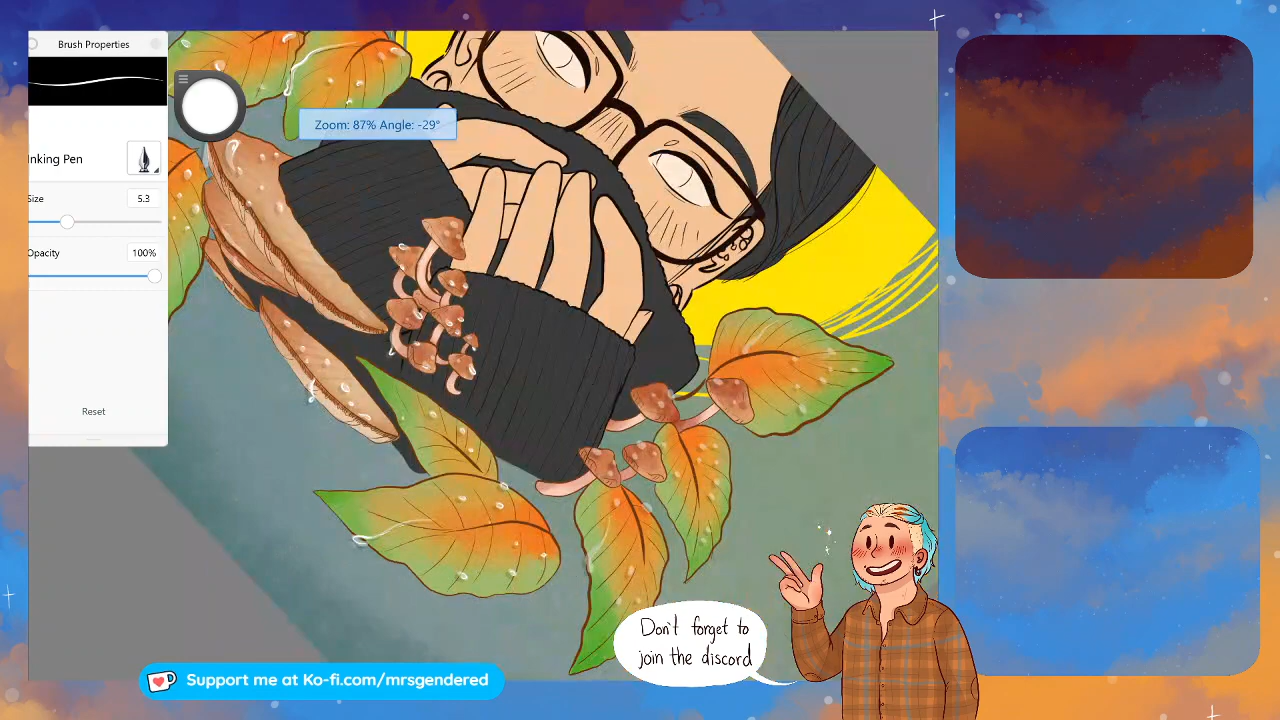 Brush Properties
Zoom: 87% Angle: -29°
Inking Pen
Size 5.3
Opacity 100%
Reset
Don't forget to
join the discord
Support me at Ko-fi.com/mrsgendered